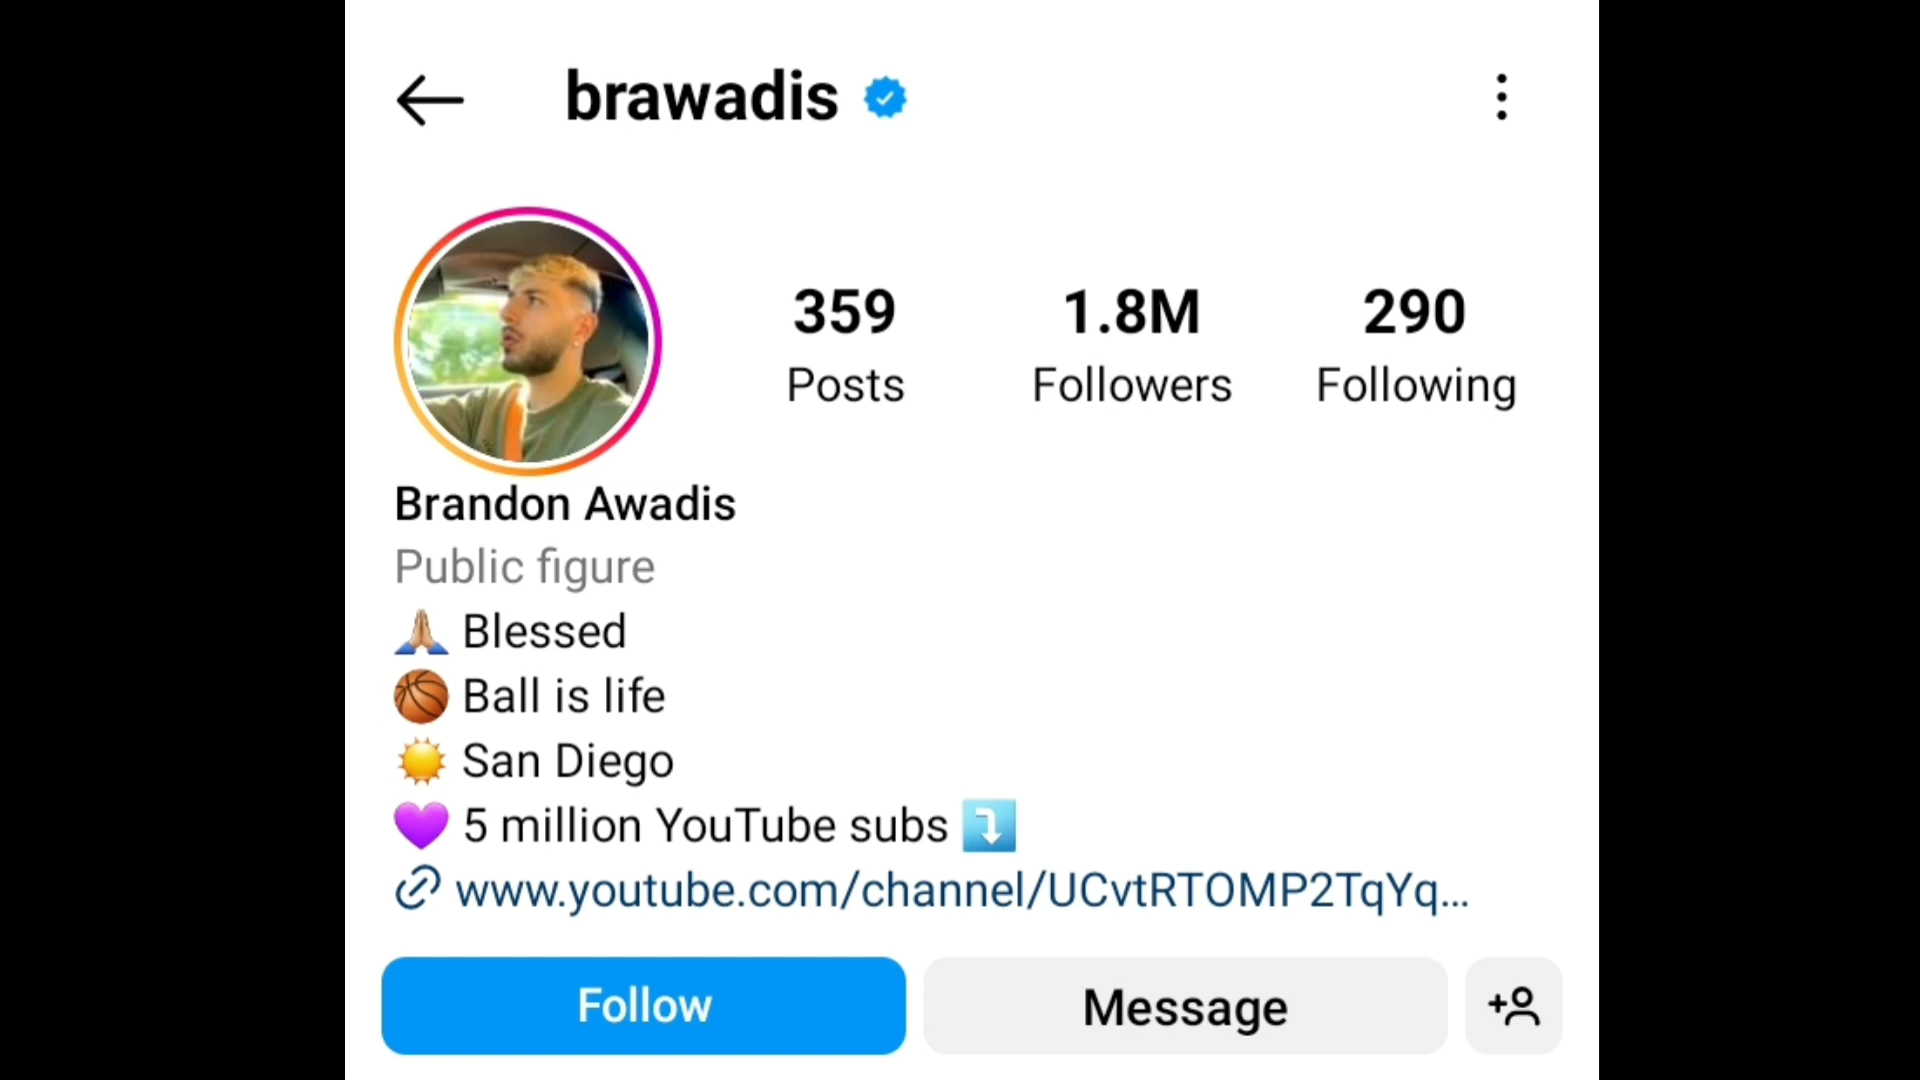 brawadis
359 1.8M 290
Posts Followers Following
Brandon Awadis
Public figure
🙏🏼 Blessed
🏀 Ball is life
☀️ San Diego
💜 5 million YouTube subs ⤵️
www.youtube.com/channel/UCvtRTOMP2TqYq...
Follow Message